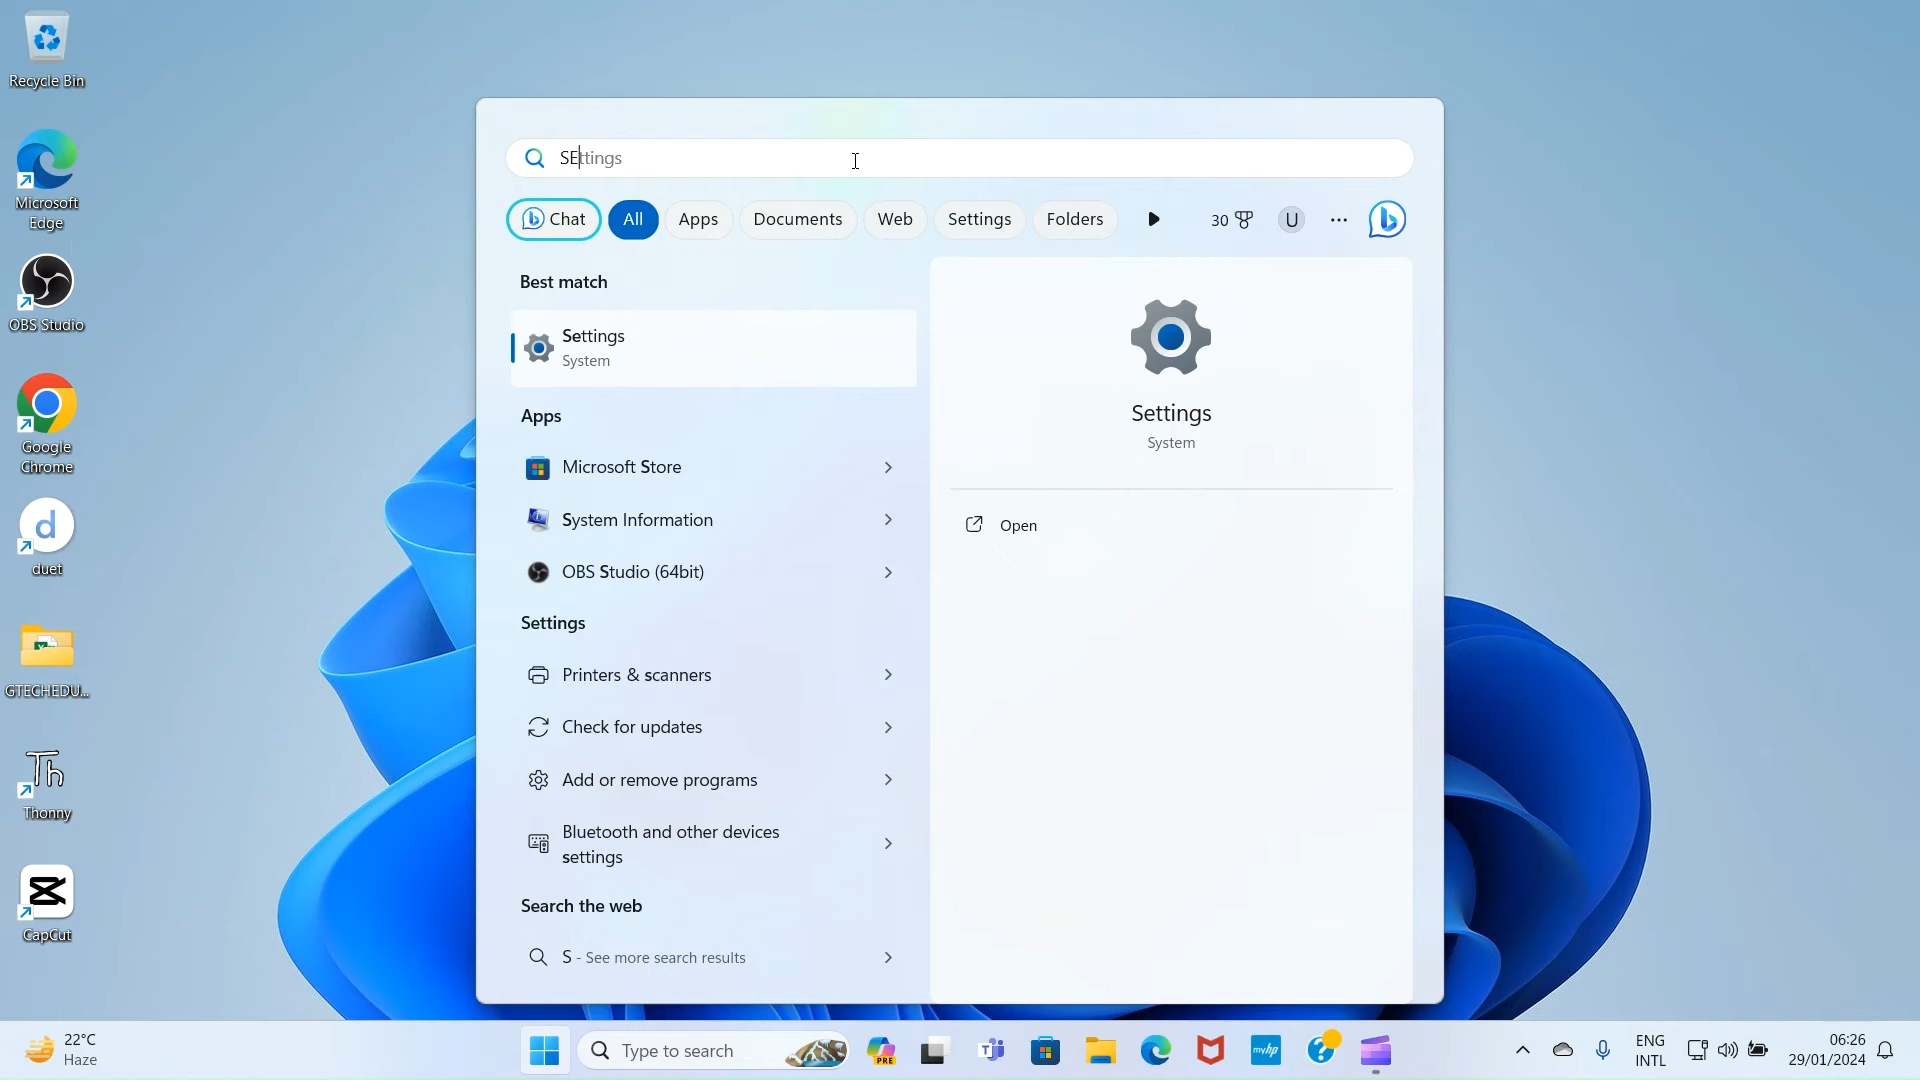 Recycle Bin
Microsoft
Edge
OBS Studio
Google
Chrome
d
duet
GTECHEDU...
Th
Thonny
CapCut
SEttings
Chat
All
Apps
Documents
Web
Settings
Folders
30
U
Best match
Settings
System
Apps
Microsoft Store
System Information
OBS Studio (64bit)
Settings
Printers & scanners
Check for updates
Add or remove programs
Bluetooth and other devices
settings
Search the web
S - See more search results
Settings
System
Open
22°C
Haze
Type to search
PRE
myhp
ENG
INTL
06:26
29/01/2024